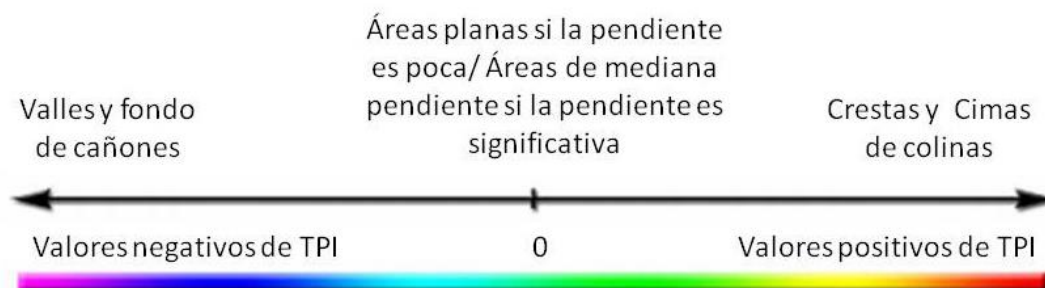 Áreas planas si la pendiente
es poca/ Áreas de mediana
pendiente si la pendiente es
significativa
Valles y fondo
de cañones
Crestas y Cimas
de colinas
Valores negativos de TPI
0
Valores positivos de TPI